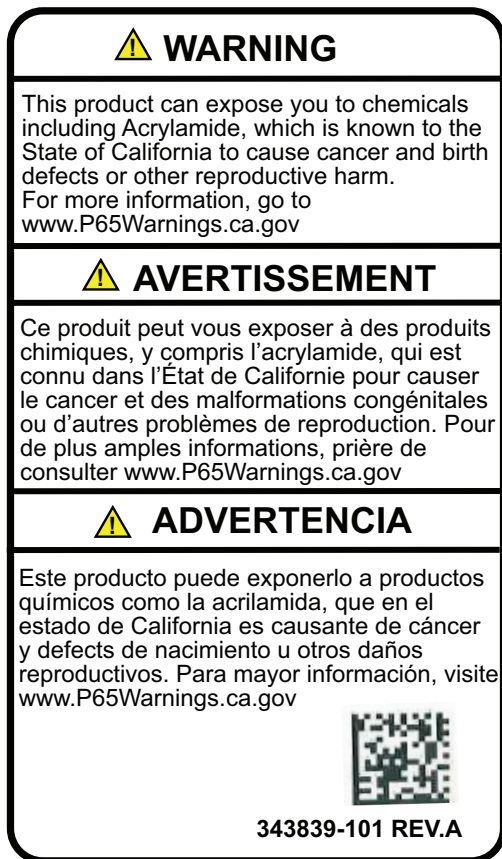 WARNING
This product can expose you to chemicals
including Acrylamide, which is known to the
State of California to cause cancer and birth
defects or other reproductive harm.
For more information, go to
www.P65Warnings.ca.gov
AVERTISSEMENT
Ce produit peut vous exposer à des produits
chimiques, y compris l’acrylamide, qui est
connu dans l’État de Californie pour causer
le cancer et des malformations congénitales
ou d’autres problèmes de reproduction. Pour
de plus amples informations, prière de
consulter www.P65Warnings.ca.gov
ADVERTENCIA
Este producto puede exponerlo a productos
químicos como la acrilamida, que en el
estado de California es causante de cáncer
y defects de nacimiento u otros daños
reproductivos. Para mayor información, visite
www.P65Warnings.ca.gov
343839-101 REV.A